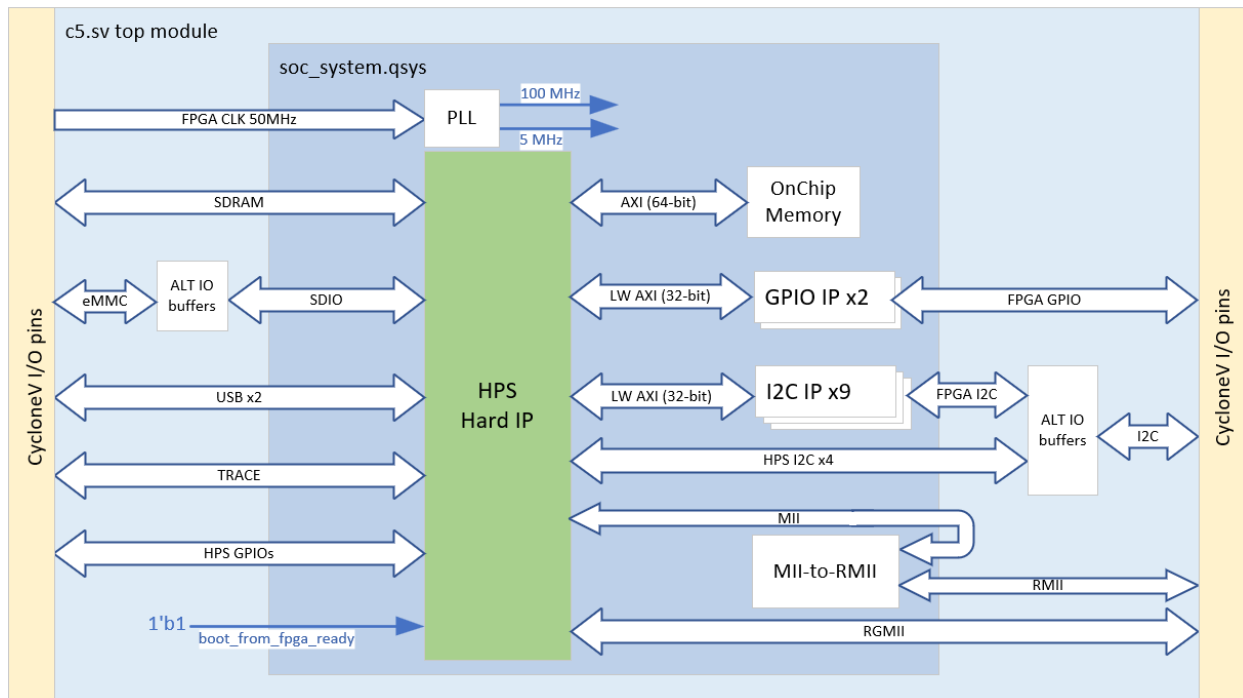 c5.sv top module
soc_system.qsys
CycloneV I/O pins
FPGA CLK 50MHz
PLL
100 MHz
5 MHz
SDRAM
AXI (64-bit)
OnChip
Memory
eMMC
ALT IO
buffers
SDIO
LW AXI (32-bit)
GPIO IP x2
FPGA GPIO
HPS
Hard IP
USB x2
LW AXI (32-bit)
I2C IP x9
FPGA I2C
ALT IO
buffers
I2C
HPS I2C x4
TRACE
MII
HPS GPIOs
MII-to-RMII
RMII
1'b1
boot_from_fpga_ready
RGMII
CycloneV I/O pins